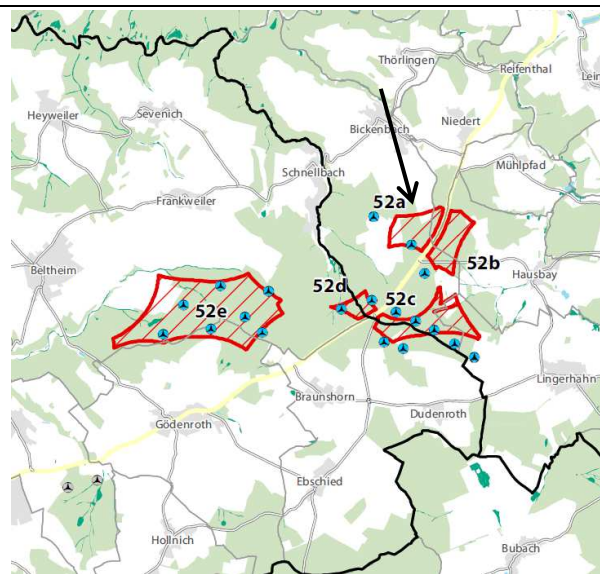 Thörlingen
Reifenthal
Lein
Heyweiler
Sevenich
Bickenbach
Niedert
Mühlpfad
Schnellbach
Frankweiler
52a
52b
Beltheim
Hausbay
52d
52c
52e
Lingerhahn
Braunshorn
Dudenroth
Gödenroth
Ebschied
Hollnich
Bubach